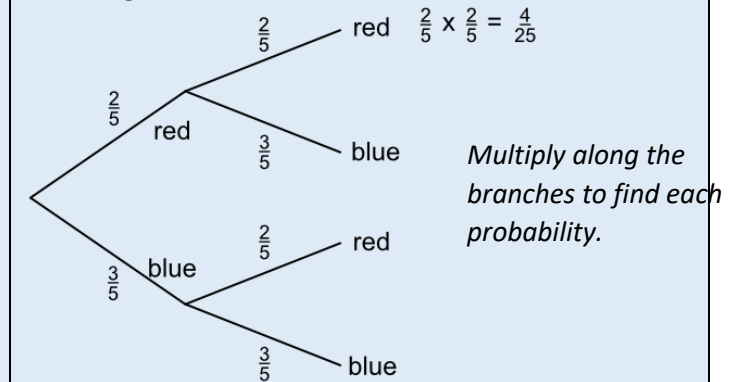 2/5 red 2/5 x 2/5 = 4/25
2/5
red
3/5 blue
Multiply along the
branches to find each
probability.
2/5 red
blue
3/5
3/5 blue